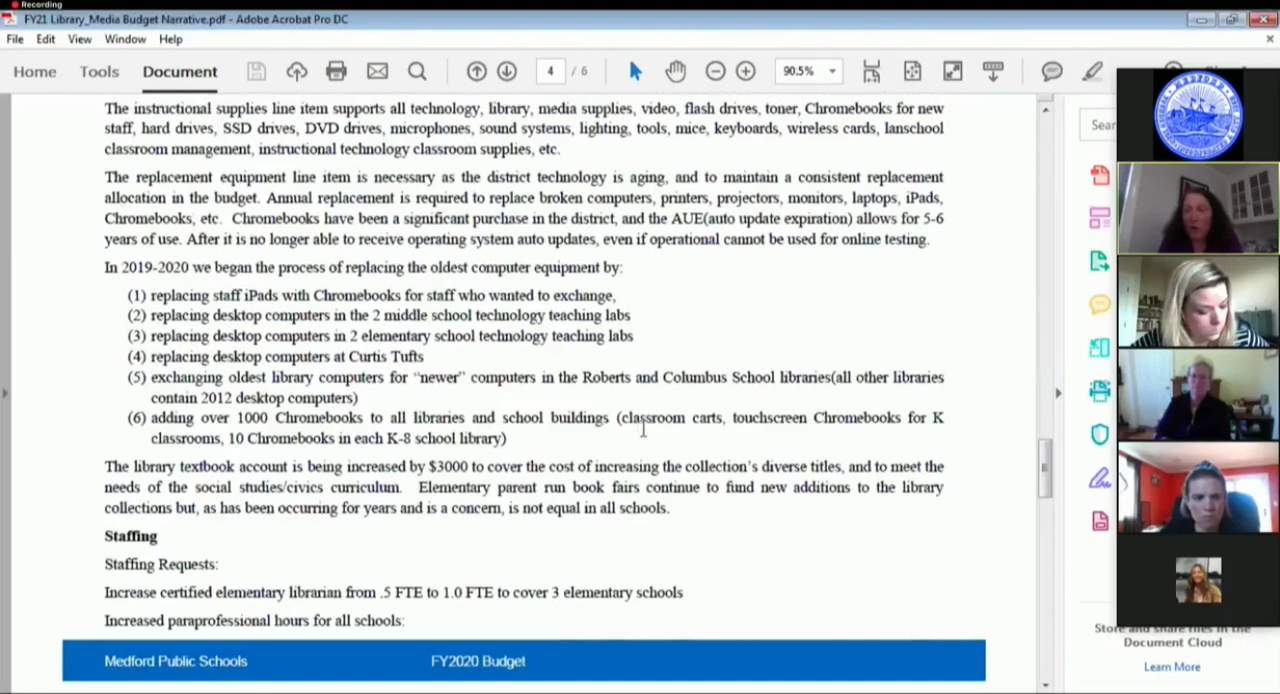 Recording
FY21 Library_Media Budget Narrative.pdf - Adobe Acrobat Pro DC
File Edit View Window Help
Home Tools Document 4 / 6 90.5%
The instructional supplies line item supports all technology, library, media supplies, video, flash drives, toner, Chromebooks for new
staff, hard drives, SSD drives, DVD drives, microphones, sound systems, lighting, tools, mice, keyboards, wireless cards, lanschool
classroom management, instructional technology classroom supplies, etc.
The replacement equipment line item is necessary as the district technology is aging, and to maintain a consistent replacement
allocation in the budget. Annual replacement is required to replace broken computers, printers, projectors, monitors, laptops, iPads,
Chromebooks, etc. Chromebooks have been a significant purchase in the district, and the AUE(auto update expiration) allows for 5-6
years of use. After it is no longer able to receive operating system auto updates, even if operational cannot be used for online testing.
In 2019-2020 we began the process of replacing the oldest computer equipment by:
(1) replacing staff iPads with Chromebooks for staff who wanted to exchange,
(2) replacing desktop computers in the 2 middle school technology teaching labs
(3) replacing desktop computers in 2 elementary school technology teaching labs
(4) replacing desktop computers at Curtis Tufts
(5) exchanging oldest library computers for "newer" computers in the Roberts and Columbus School libraries(all other libraries
contain 2012 desktop computers)
(6) adding over 1000 Chromebooks to all libraries and school buildings (classroom carts, touchscreen Chromebooks for K
classrooms, 10 Chromebooks in each K-8 school library)
The library textbook account is being increased by $3000 to cover the cost of increasing the collection's diverse titles, and to meet the
needs of the social studies/civics curriculum. Elementary parent run book fairs continue to fund new additions to the library
collections but, as has been occurring for years and is a concern, is not equal in all schools.
Staffing
Staffing Requests:
Increase certified elementary librarian from .5 FTE to 1.0 FTE to cover 3 elementary schools
Increased paraprofessional hours for all schools:
Medford Public Schools FY2020 Budget
Sear
Store and share files in the
Document Cloud
Learn More